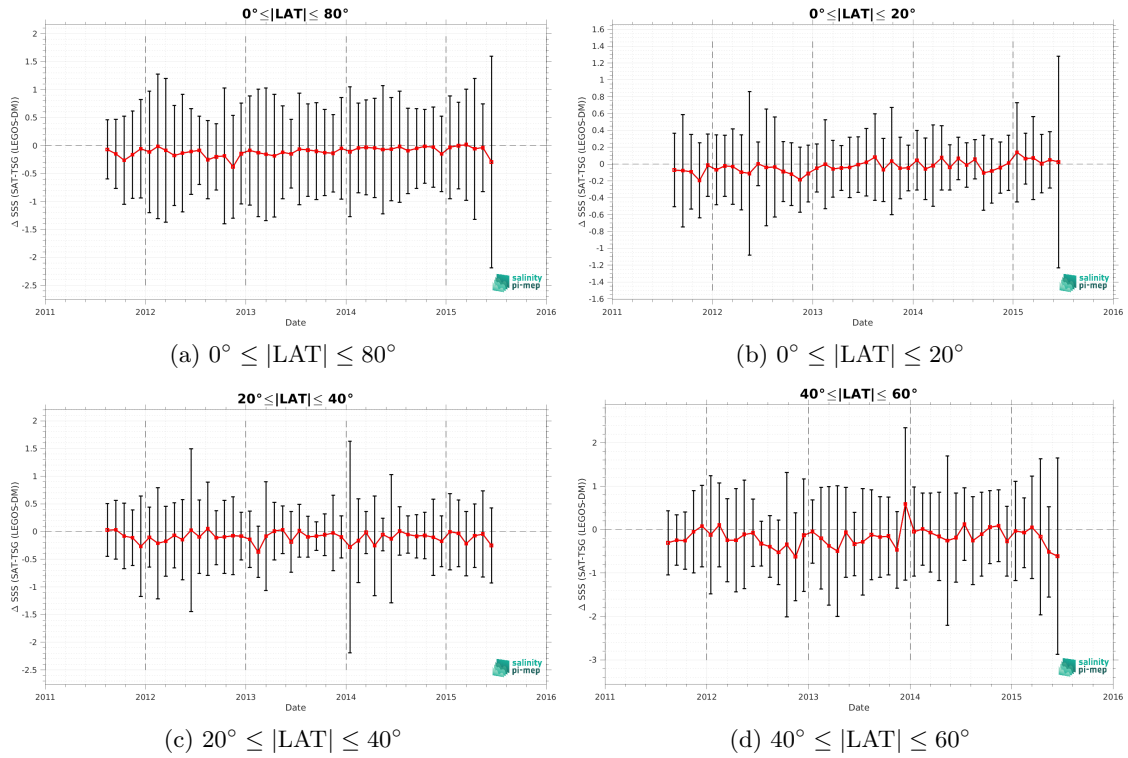 0°≤|LAT|≤ 80°
Δ SSS (SAT-TSG (LEGOS-DM))
2
1.5
1
0.5
0
-0.5
-1
-1.5
-2
-2.5
2011 2012 2013 2014 2015 2016
Date
salinity
pi-mep
(a) 0° ≤ |LAT| ≤ 80°
0°≤|LAT|≤ 20°
Δ SSS (SAT-TSG (LEGOS-DM))
1.6
1.4
1.2
1
0.8
0.6
0.4
0.2
0
-0.2
-0.4
-0.6
-0.8
-1
-1.2
-1.4
-1.6
2011 2012 2013 2014 2015 2016
Date
salinity
pi-mep
(b) 0° ≤ |LAT| ≤ 20°
20°≤|LAT|≤ 40°
Δ SSS (SAT-TSG (LEGOS-DM))
2
1.5
1
0.5
0
-0.5
-1
-1.5
-2
-2.5
2011 2012 2013 2014 2015 2016
Date
salinity
pi-mep
(c) 20° ≤ |LAT| ≤ 40°
40°≤|LAT|≤ 60°
Δ SSS (SAT-TSG (LEGOS-DM))
2
1
0
-1
-2
-3
2011 2012 2013 2014 2015 2016
Date
salinity
pi-mep
(d) 40° ≤ |LAT| ≤ 60°